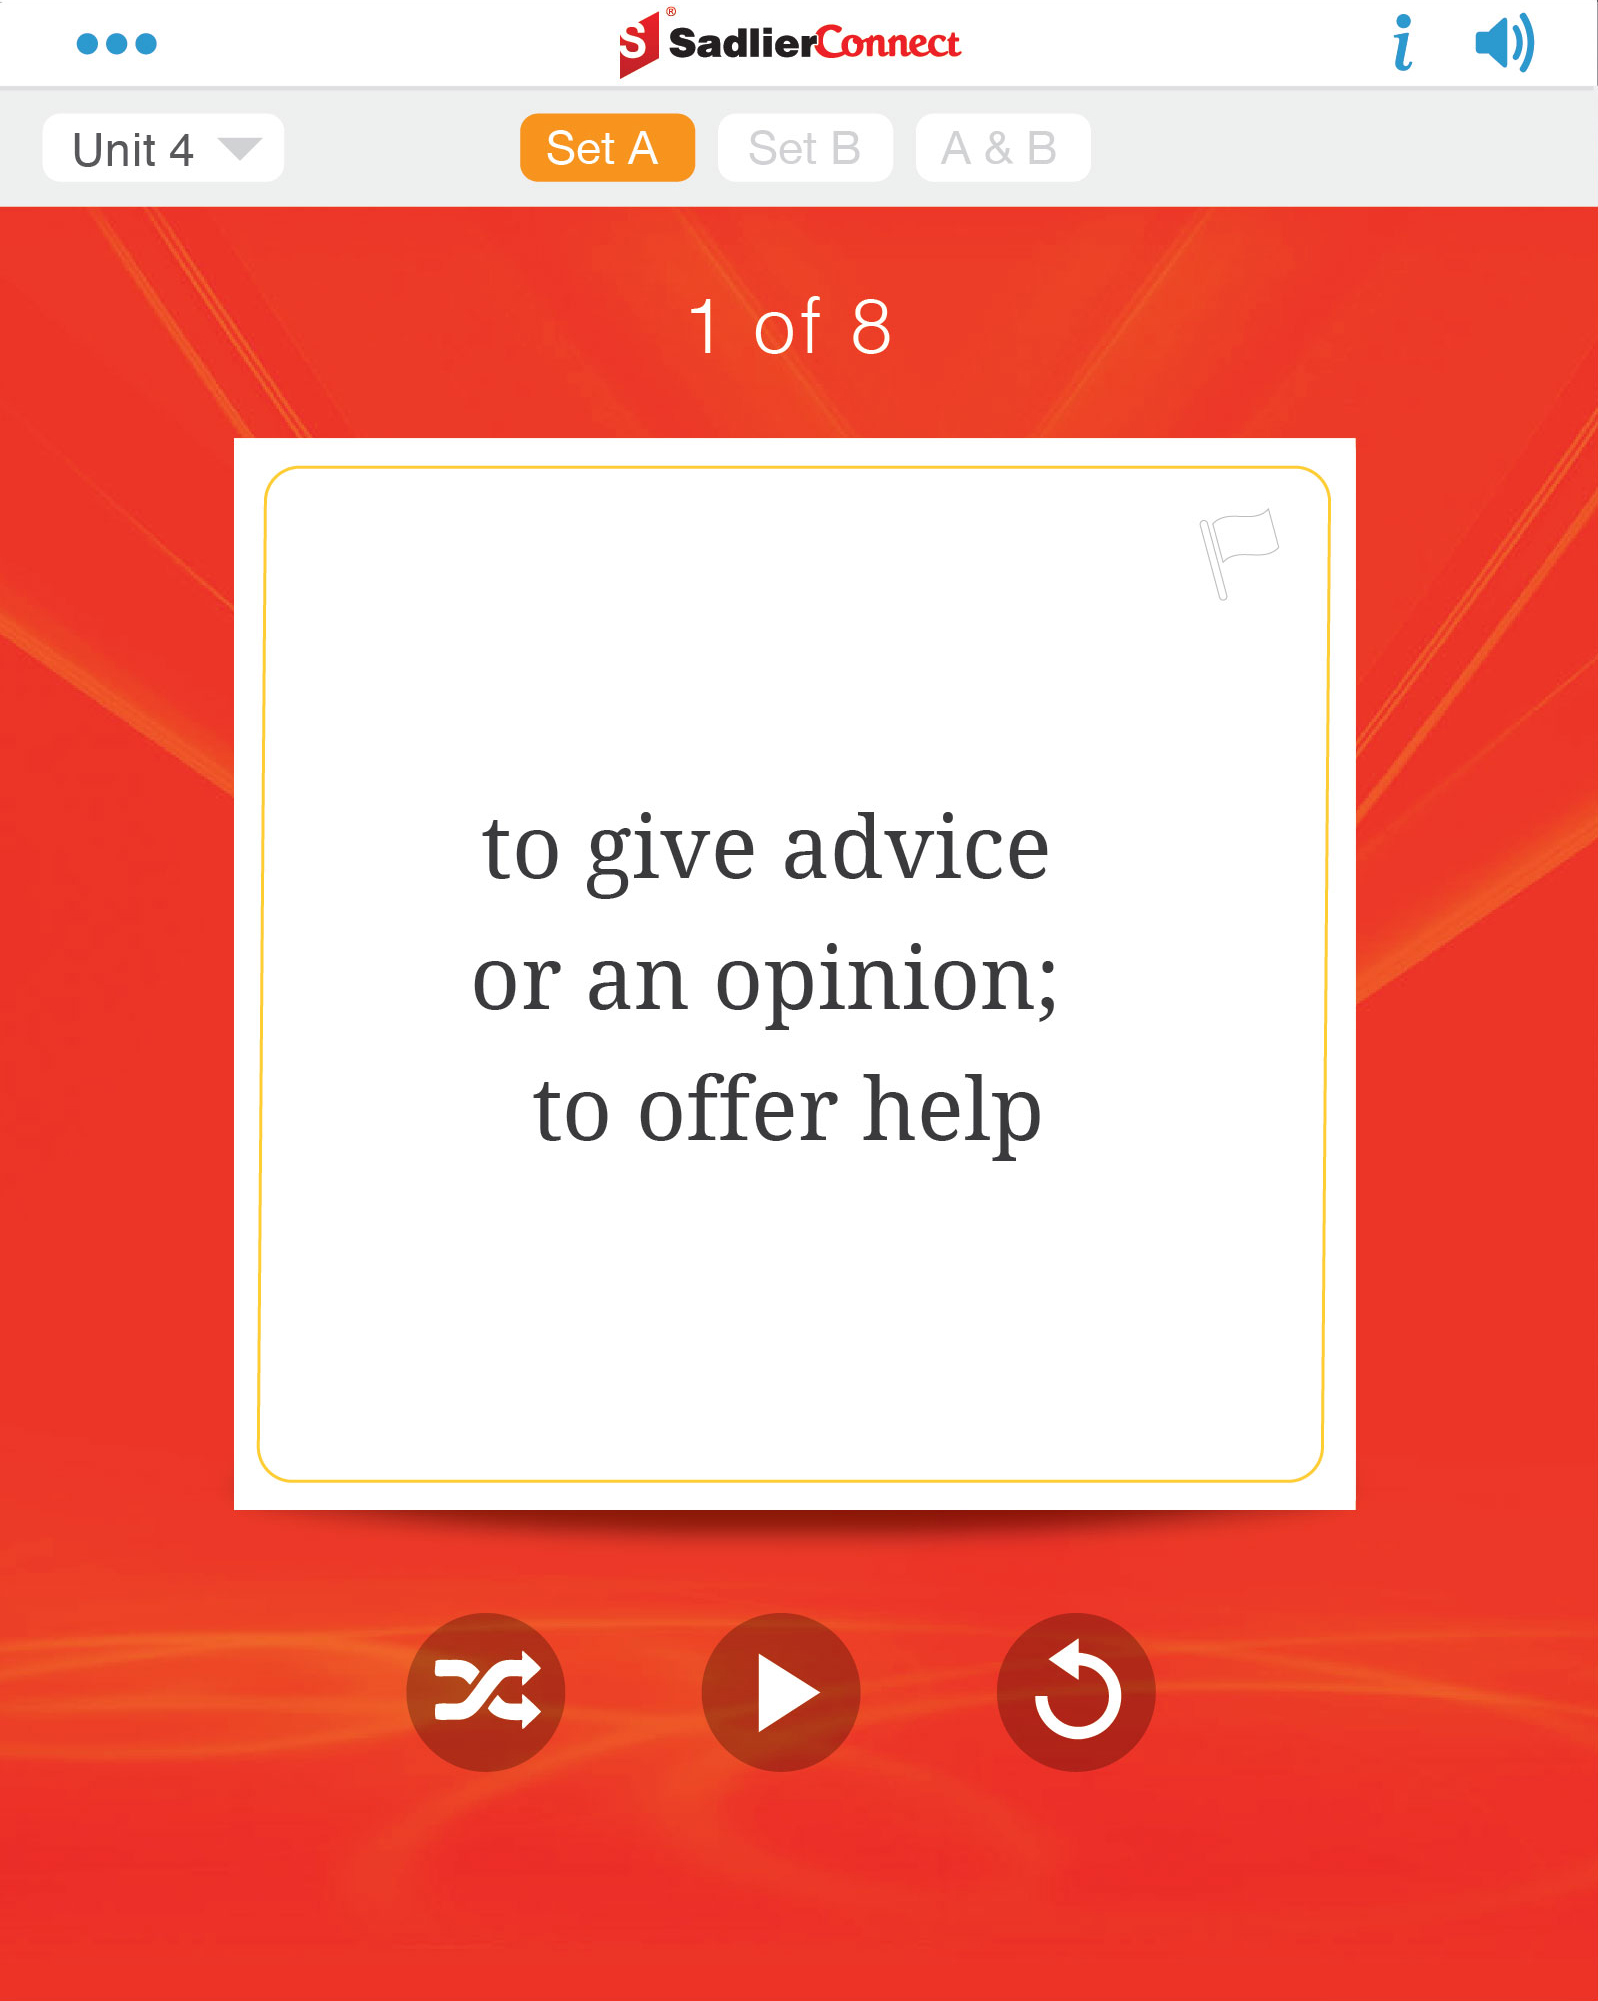 S® SadlierConnect i
Unit 4 Set A Set B A & B
1 of 8
to give advice
or an opinion;
to offer help